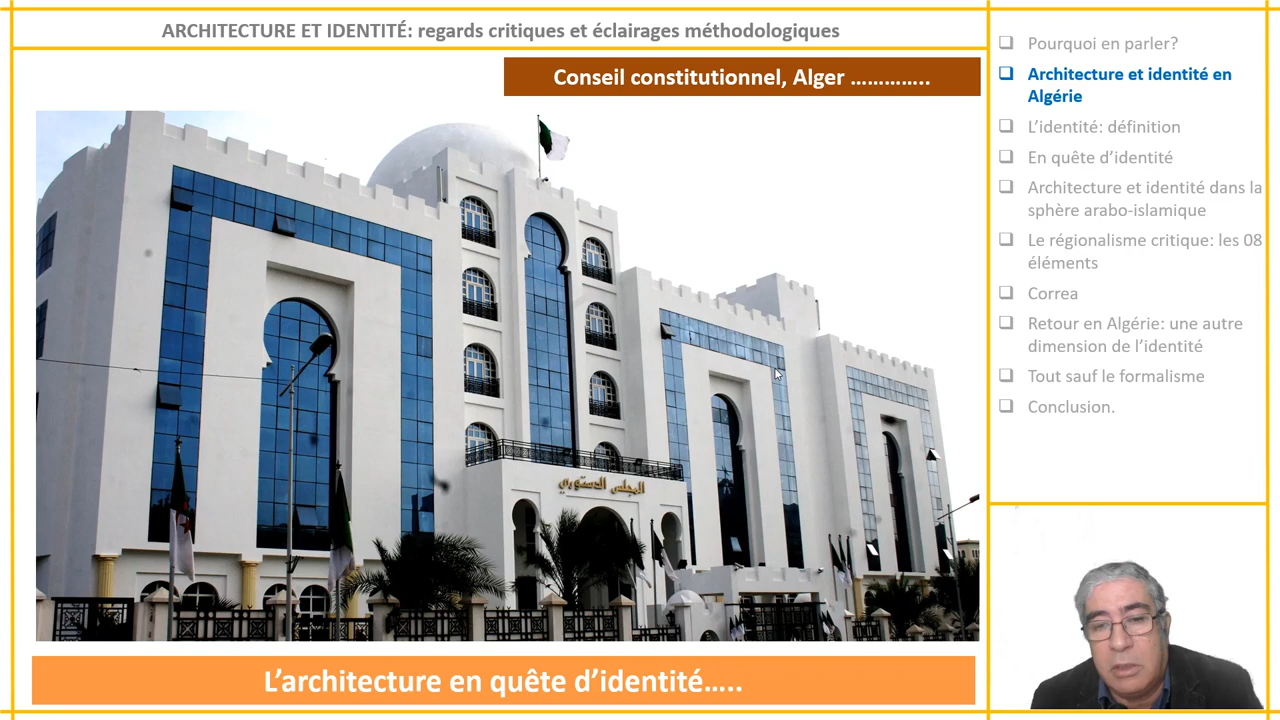 ARCHITECTURE ET IDENTITÉ: regards critiques et éclairages méthodologiques
Conseil constitutionnel, Alger …………..
المجلس الدستوري
L’architecture en quête d’identité…..
Pourquoi en parler?
Architecture et identité en
Algérie
L’identité: définition
En quête d’identité
Architecture et identité dans la
sphère arabo-islamique
Le régionalisme critique: les 08
éléments
Correa
Retour en Algérie: une autre
dimension de l’identité
Tout sauf le formalisme
Conclusion.